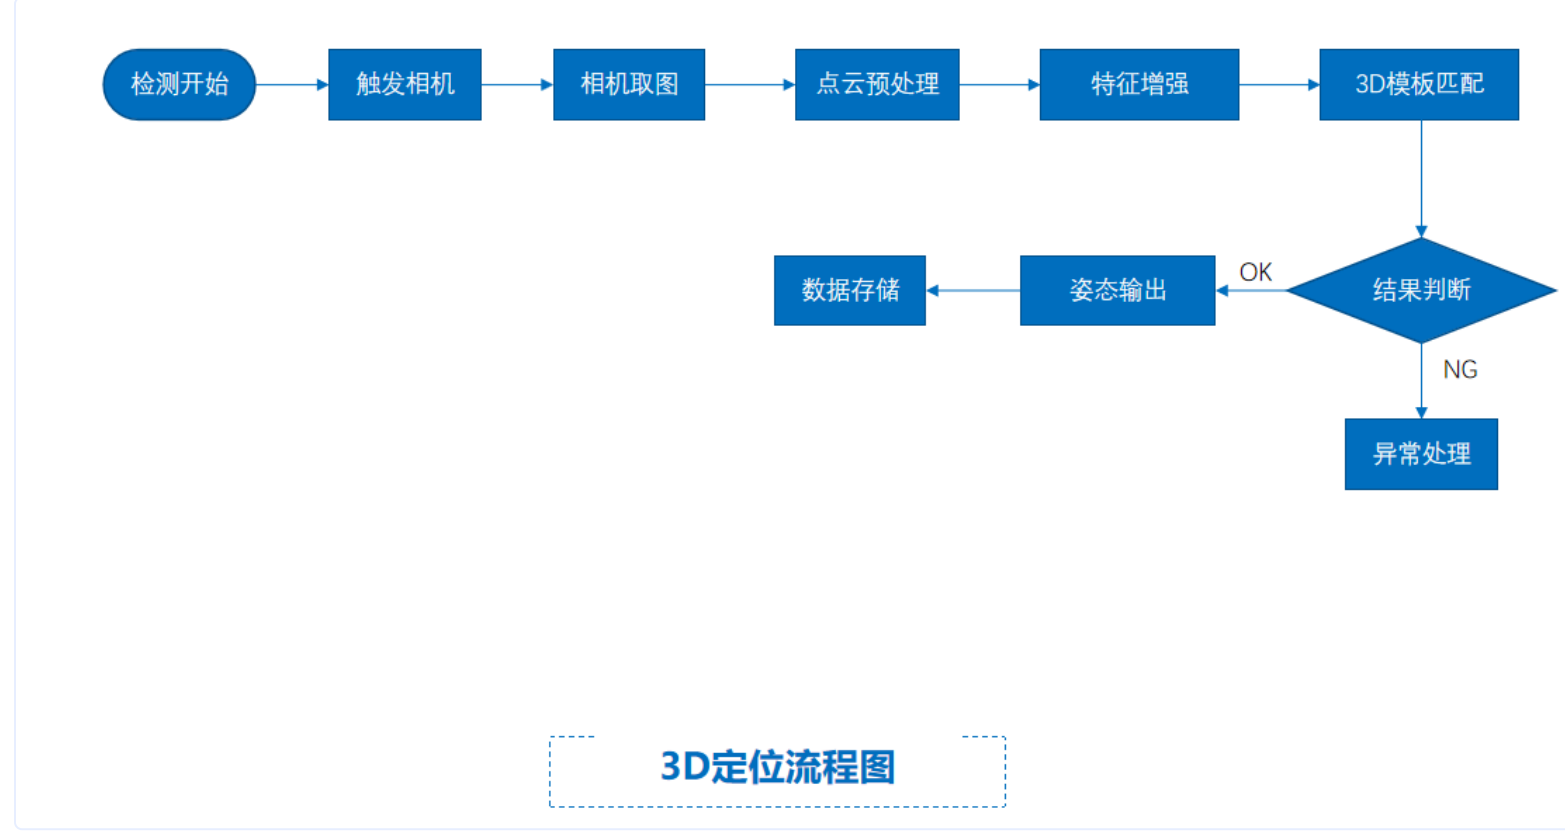 检测开始
触发相机
相机取图
点云预处理
特征增强
3D模板匹配
数据存储
姿态输出
OK
结果判断
NG
异常处理
3D定位流程图